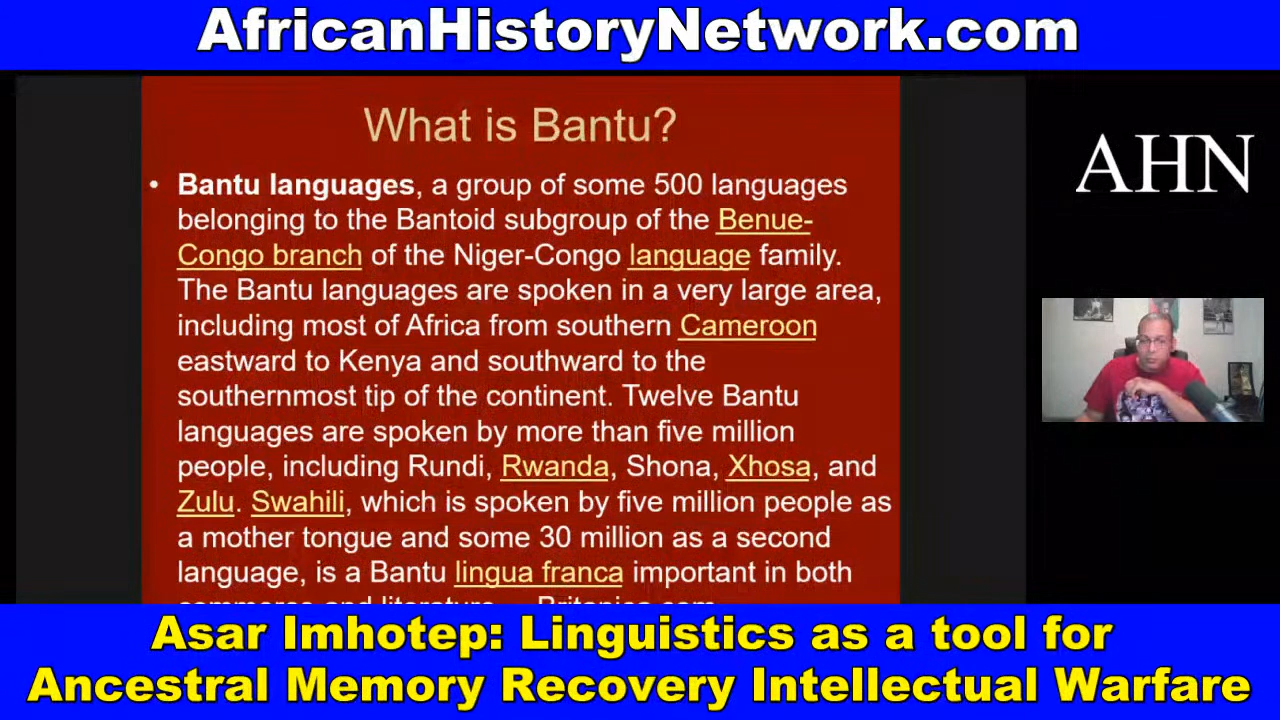 AfricanHistoryNetwork.com
What is Bantu?
• Bantu languages, a group of some 500 languages
belonging to the Bantoid subgroup of the Benue-
Congo branch of the Niger-Congo language family.
The Bantu languages are spoken in a very large area,
including most of Africa from southern Cameroon
eastward to Kenya and southward to the
southernmost tip of the continent. Twelve Bantu
languages are spoken by more than five million
people, including Rundi, Rwanda, Shona, Xhosa, and
Zulu. Swahili, which is spoken by five million people as
a mother tongue and some 30 million as a second
language, is a Bantu lingua franca important in both
commerce and literature. – Britanica.com
AHN
Asar Imhotep: Linguistics as a tool for
Ancestral Memory Recovery Intellectual Warfare